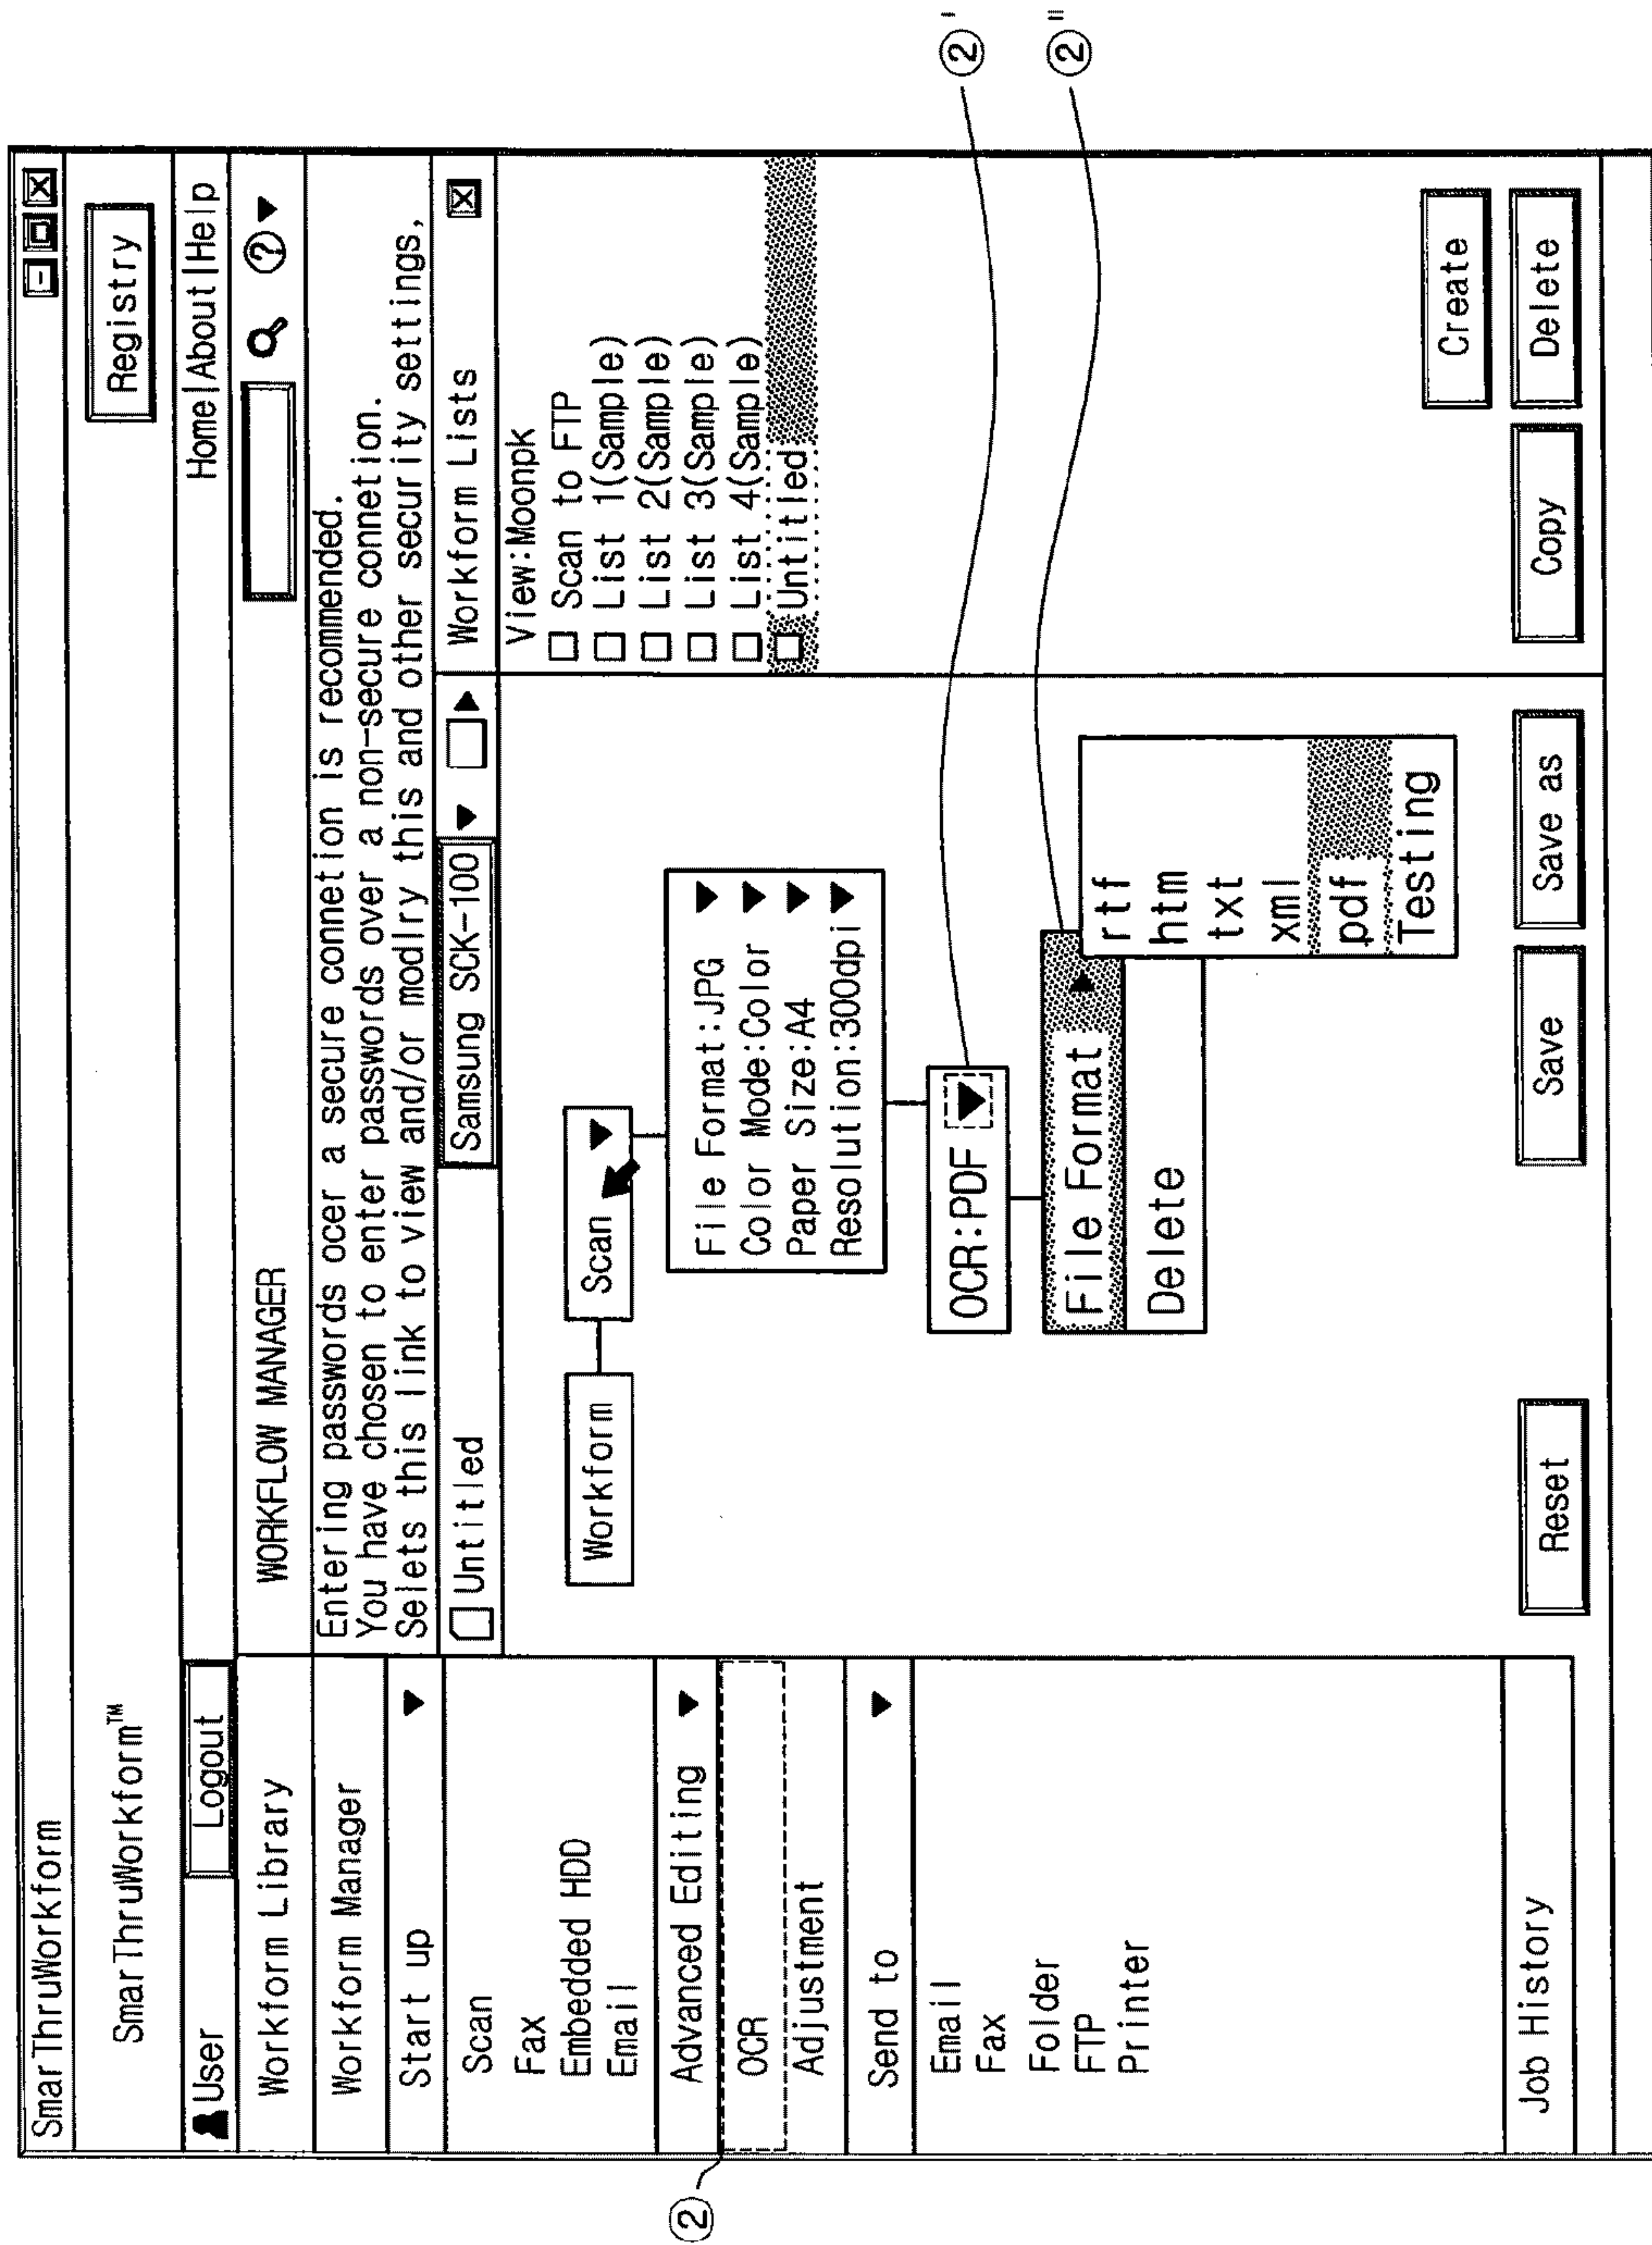 SmarThruWorkform
SmarThruWorkform™
Registry
User
Logout
Home|About|Help
Workform Library
WORKFLOW MANAGER
?
Workform Manager
Entering passwords ocer a secure connetion is recommended.
You have chosen to enter passwords over a non-secure connetion.
Selets this link to view and/or modlry this and other security settings,
Start up
Scan
Fax
Embedded HDD
Email
Advanced Editing
②
OCR
Adjustment
Send to
Email
Fax
Folder
FTP
Printer
Job History
Untitled
Samsung SCK-100
Workform
Scan
File Format:JPG
Color Mode:Color
Paper Size:A4
Resolution:300dpi
OCR:PDF
②'
File Format
②"
Delete
rtf
htm
txt
xml
pdf
Testing
Reset
Save
Save as
Workform Lists
View:Moonpk
Scan to FTP
List 1(Sample)
List 2(Sample)
List 3(Sample)
List 4(Sample)
Untitled
Create
Copy
Delete